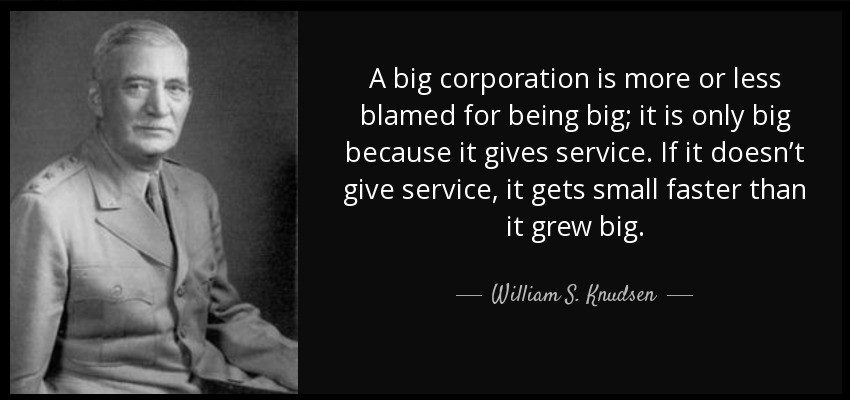 A big corporation is more or less
blamed for being big; it is only big
because it gives service. If it doesn’t
give service, it gets small faster than
it grew big.
William S. Knudsen